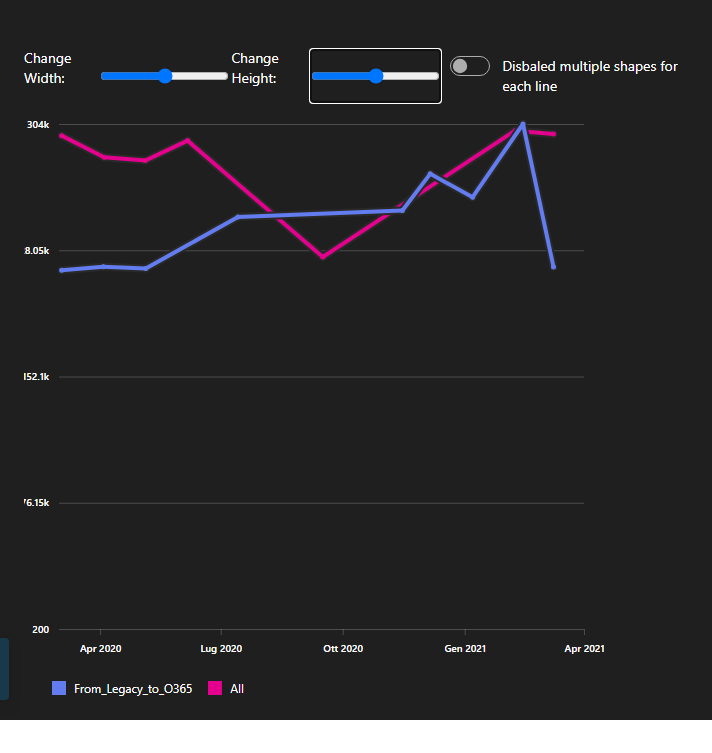 Change
Width:
Change
Height:
Disbaled multiple shapes for
each line
304k
8.05k
152.1k
76.15k
200
Apr 2020
Lug 2020
Ott 2020
Gen 2021
Apr 2021
From_Legacy_to_O365
All